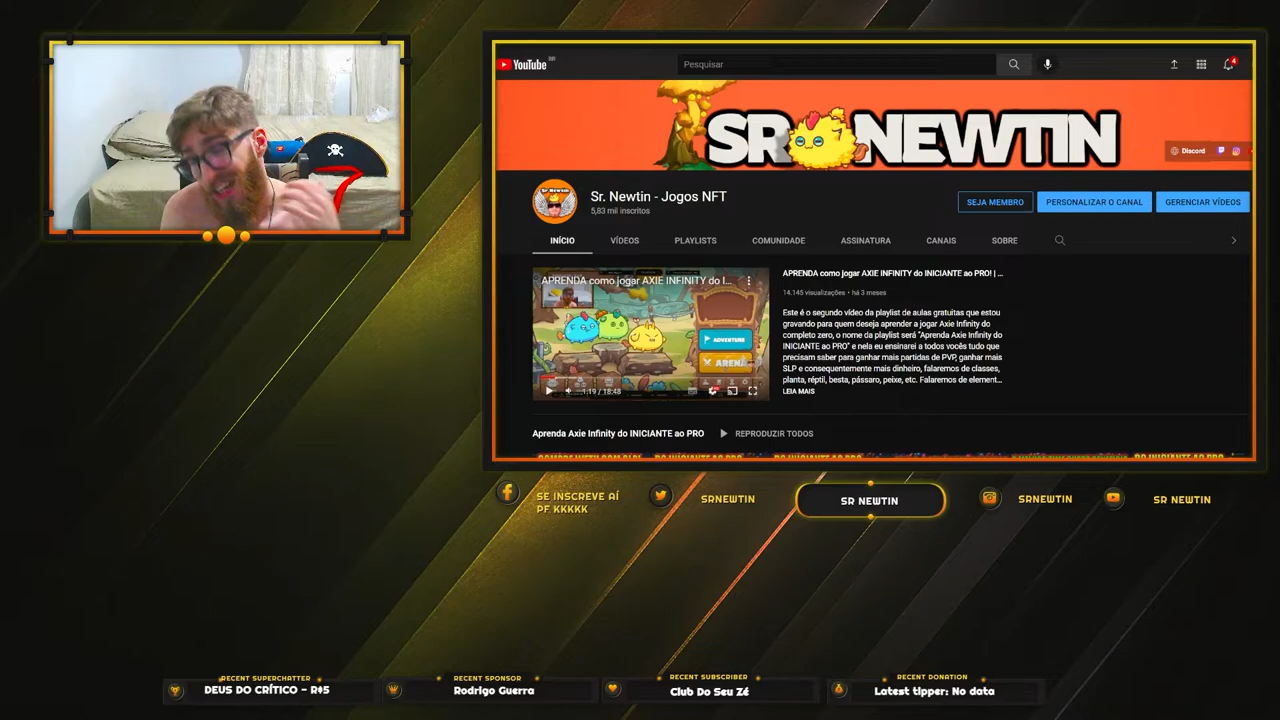 YouTube BR
Pesquisar
4
SR NEWTIN
Discord
Sr. Newtin - Jogos NFT
5,83 mil inscritos
SEJA MEMBRO
PERSONALIZAR O CANAL
GERENCIAR VÍDEOS
INÍCIO
VÍDEOS
PLAYLISTS
COMUNIDADE
ASSINATURA
CANAIS
SOBRE
APRENDA como jogar AXIE INFINITY do I...
ADVENTURE
ARENA
1:19 / 18:48
APRENDA como jogar AXIE INFINITY do INICIANTE ao PRO! | ...
14.145 visualizações • há 3 meses
Este é o segundo vídeo da playlist de aulas gratuitas que estou
gravando para quem deseja aprender a jogar Axie Infinity do
completo zero, o nome da playlist será "Aprenda Axie Infinity do
INICIANTE ao PRO" e nela eu ensinarei a todos vocês tudo que
precisam saber para ganhar mais partidas de PVP, ganhar mais
SLP e consequentemente mais dinheiro, falaremos de classes,
planta, réptil, besta, pássaro, peixe, etc. Falaremos de element...
LEIA MAIS
Aprenda Axie Infinity do INICIANTE ao PRO
REPRODUZIR TODOS
SE INSCREVE AÍ
PF KKKKK
SRNEWTIN
SR NEWTIN
SRNEWTIN
SR NEWTIN
RECENT SUPERCHATTER
DEUS DO CRÍTICO - R$5
RECENT SPONSOR
Rodrigo Guerra
RECENT SUBSCRIBER
Club Do Seu Zé
RECENT DONATION
Latest tipper: No data